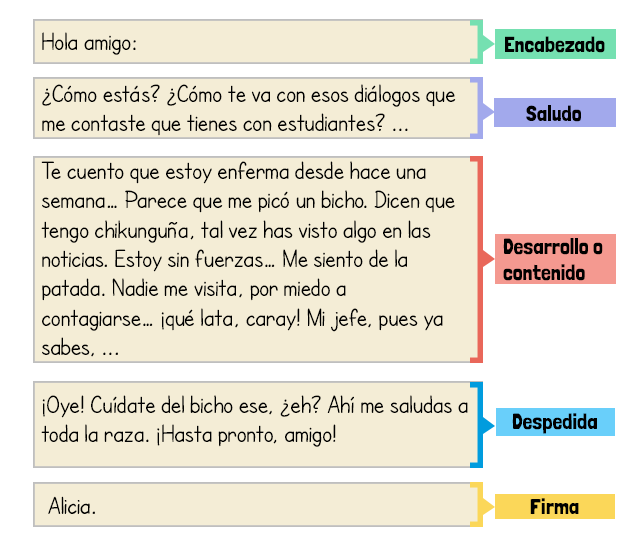 Hola amigo:
Encabezado
¿Cómo estás? ¿Cómo te va con esos diálogos que
me contaste que tienes con estudiantes? ...
Saludo
Te cuento que estoy enferma desde hace una
semana... Parece que me picó un bicho. Dicen que
tengo chikunguña, tal vez has visto algo en las
noticias. Estoy sin fuerzas... Me siento de la
patada. Nadie me visita, por miedo a
contagiarse... ¡qué lata, caray! Mi jefe, pues ya
sabes, ...
Desarrollo o
contenido
¡Oye! Cuídate del bicho ese, ¿eh? Ahí me saludas a
toda la raza. ¡Hasta pronto, amigo!
Despedida
Alicia.
Firma